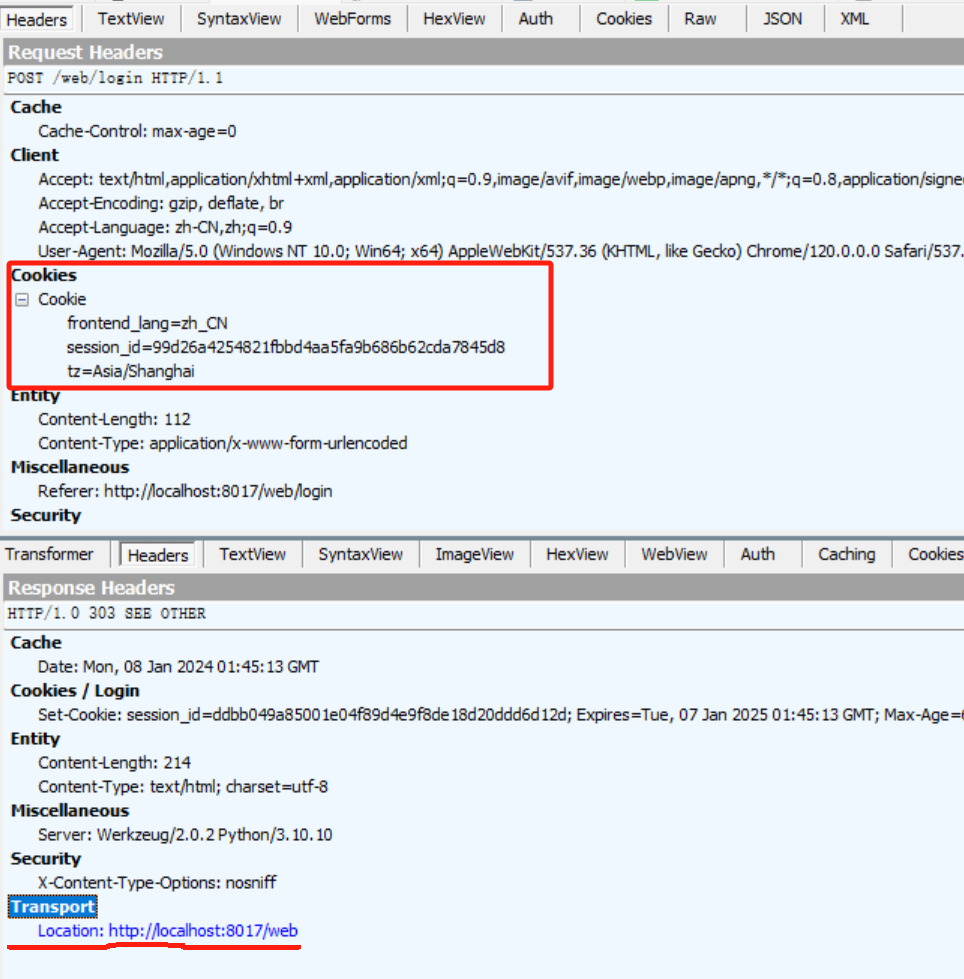 Headers TextView SyntaxView WebForms HexView Auth Cookies Raw JSON XML
Request Headers
POST /web/login HTTP/1.1
Cache
Cache-Control: max-age=0
Client
Accept: text/html,application/xhtml+xml,application/xml;q=0.9,image/avif,image/webp,image/apng,*/*;q=0.8,application/signe
Accept-Encoding: gzip, deflate, br
Accept-Language: zh-CN,zh;q=0.9
User-Agent: Mozilla/5.0 (Windows NT 10.0; Win64; x64) AppleWebKit/537.36 (KHTML, like Gecko) Chrome/120.0.0.0 Safari/537.
Cookies
Cookie
frontend_lang=zh_CN
session_id=99d26a4254821fbbd4aa5fa9b686b62cda7845d8
tz=Asia/Shanghai
Entity
Content-Length: 112
Content-Type: application/x-www-form-urlencoded
Miscellaneous
Referer: http://localhost:8017/web/login
Security
Transformer Headers TextView SyntaxView ImageView HexView WebView Auth Caching Cookies
Response Headers
HTTP/1.0 303 SEE OTHER
Cache
Date: Mon, 08 Jan 2024 01:45:13 GMT
Cookies / Login
Set-Cookie: session_id=ddbb049a85001e04f89d4e9f8de18d20ddd6d12d; Expires=Tue, 07 Jan 2025 01:45:13 GMT; Max-Age=
Entity
Content-Length: 214
Content-Type: text/html; charset=utf-8
Miscellaneous
Server: Werkzeug/2.0.2 Python/3.10.10
Security
X-Content-Type-Options: nosniff
Transport
Location: http://localhost:8017/web